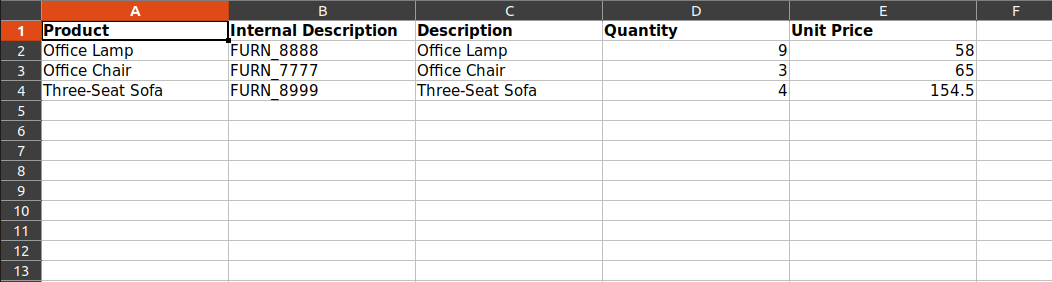 A B C D E F
1 Product Internal Description Description Quantity Unit Price
2 Office Lamp FURN_8888 Office Lamp 9 58
3 Office Chair FURN_7777 Office Chair 3 65
4 Three-Seat Sofa FURN_8999 Three-Seat Sofa 4 154.5
5
6
7
8
9
10
11
12
13